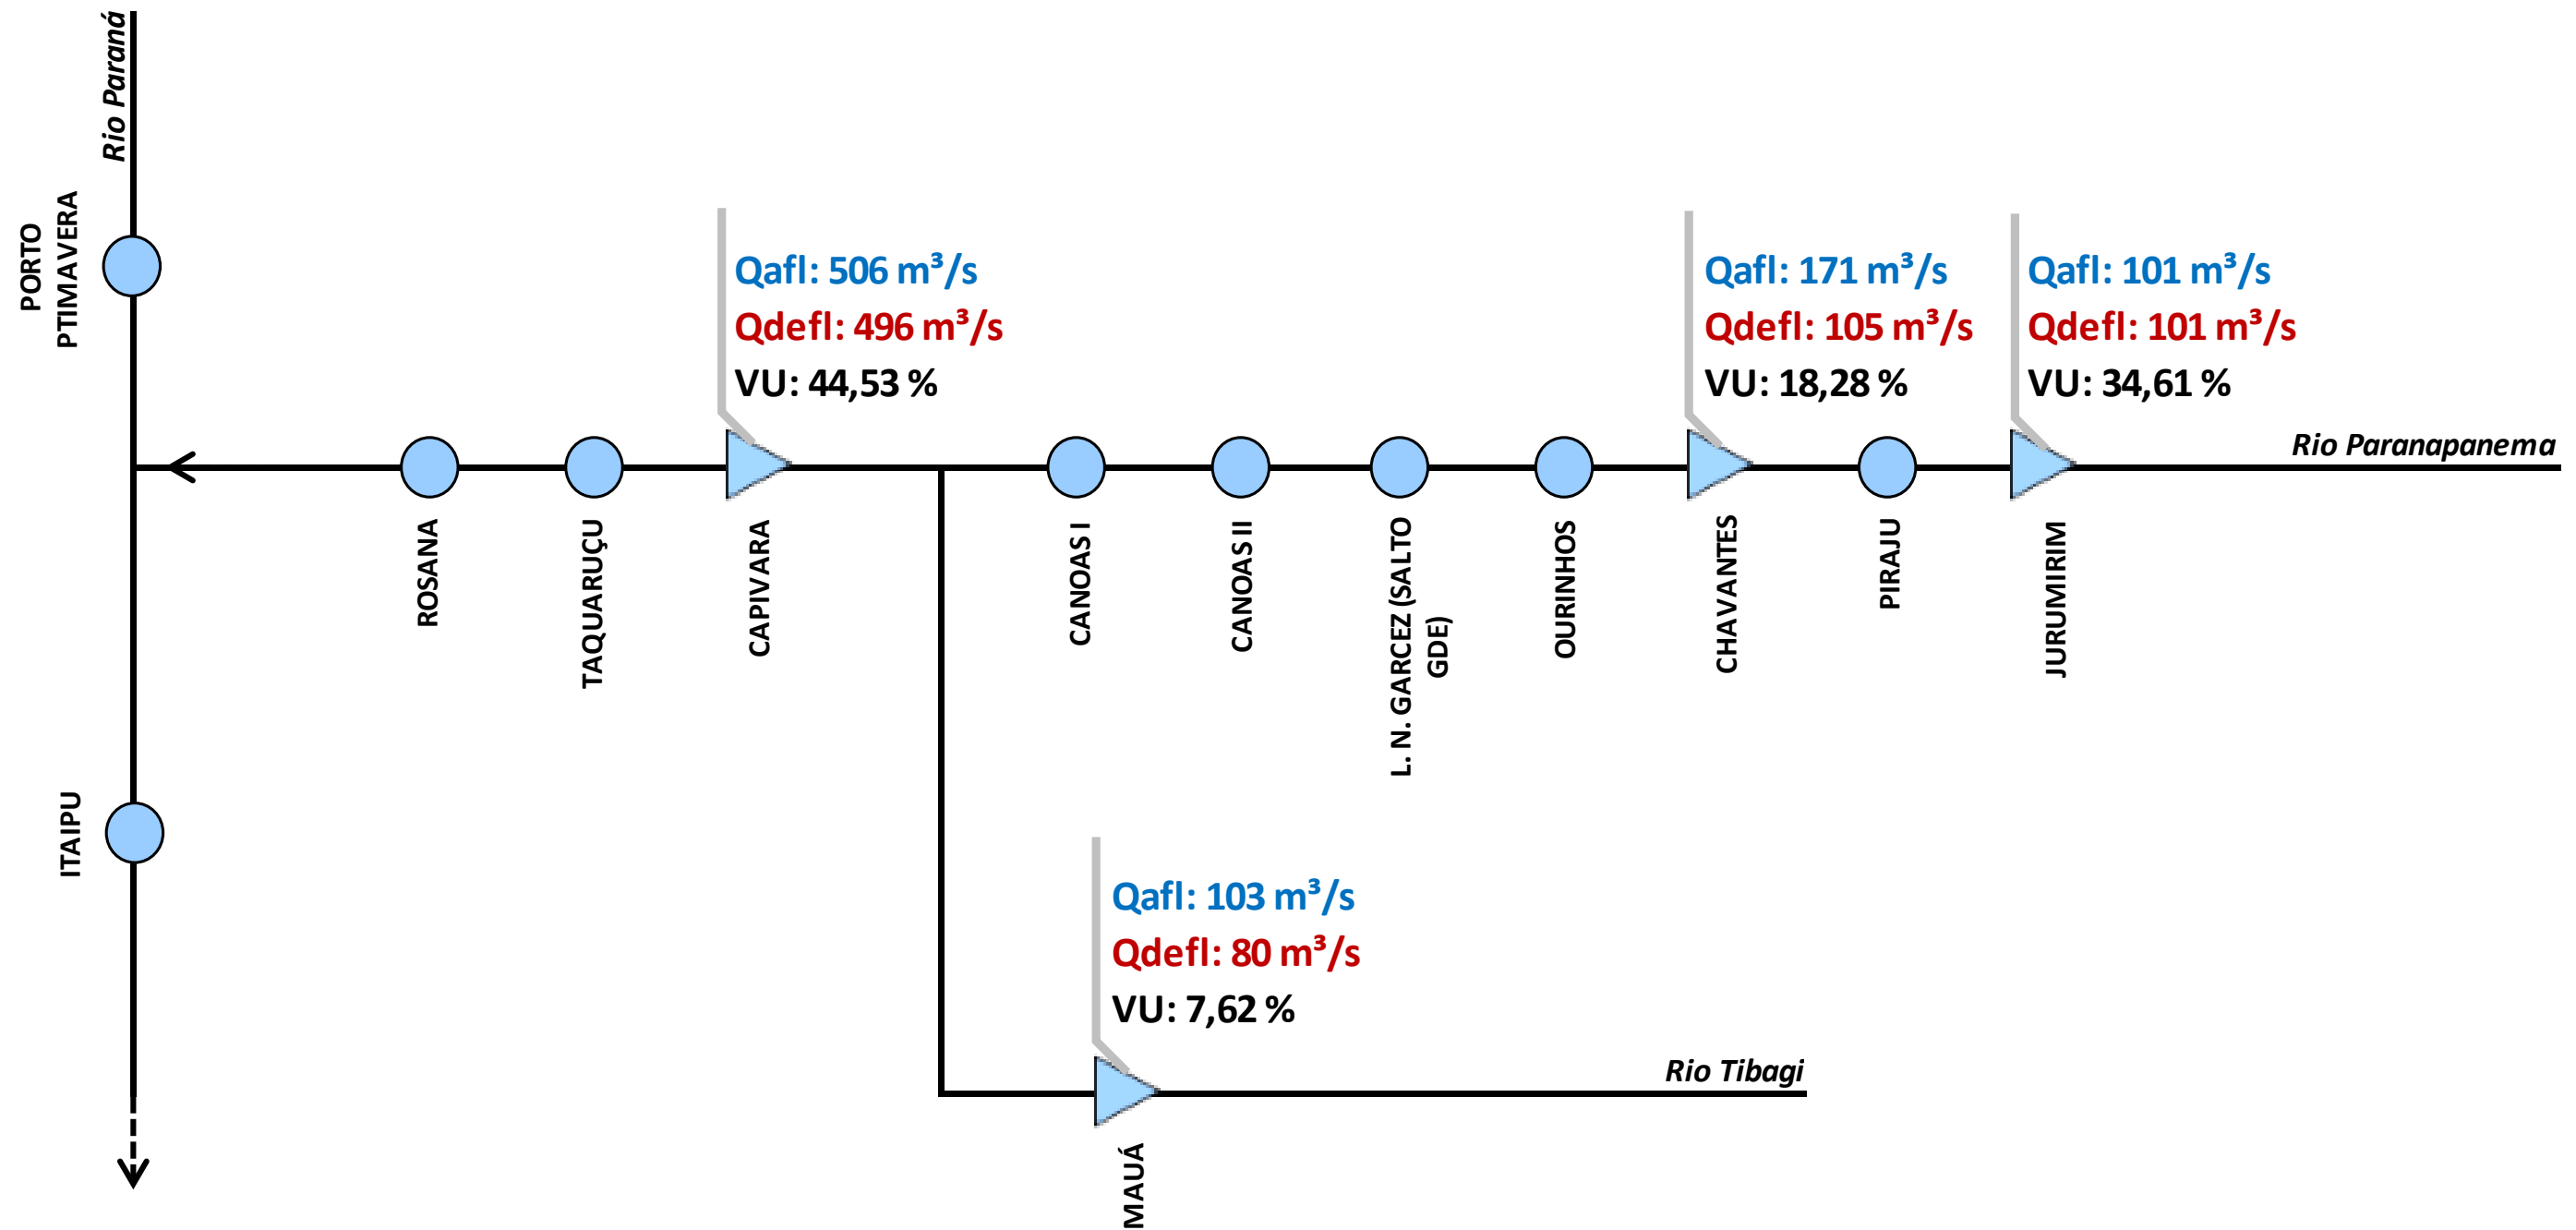 Rio Paraná
PORTO
PTIMAVERA
Qafl: 506 m³/s
Qdefl: 496 m³/s
VU: 44,53 %
Qafl: 171 m³/s
Qdefl: 105 m³/s
VU: 18,28 %
Qafl: 101 m³/s
Qdefl: 101 m³/s
VU: 34,61 %
Rio Paranapanema
ROSANA
TAQUARUÇU
CAPIVARA
CANOAS I
CANOAS II
L. N. GARCEZ (SALTO
GDE)
OURINHOS
CHAVANTES
PIRAJU
JURUMIRIM
ITAIPU
Qafl: 103 m³/s
Qdefl: 80 m³/s
VU: 7,62 %
Rio Tibagi
MAUÁ